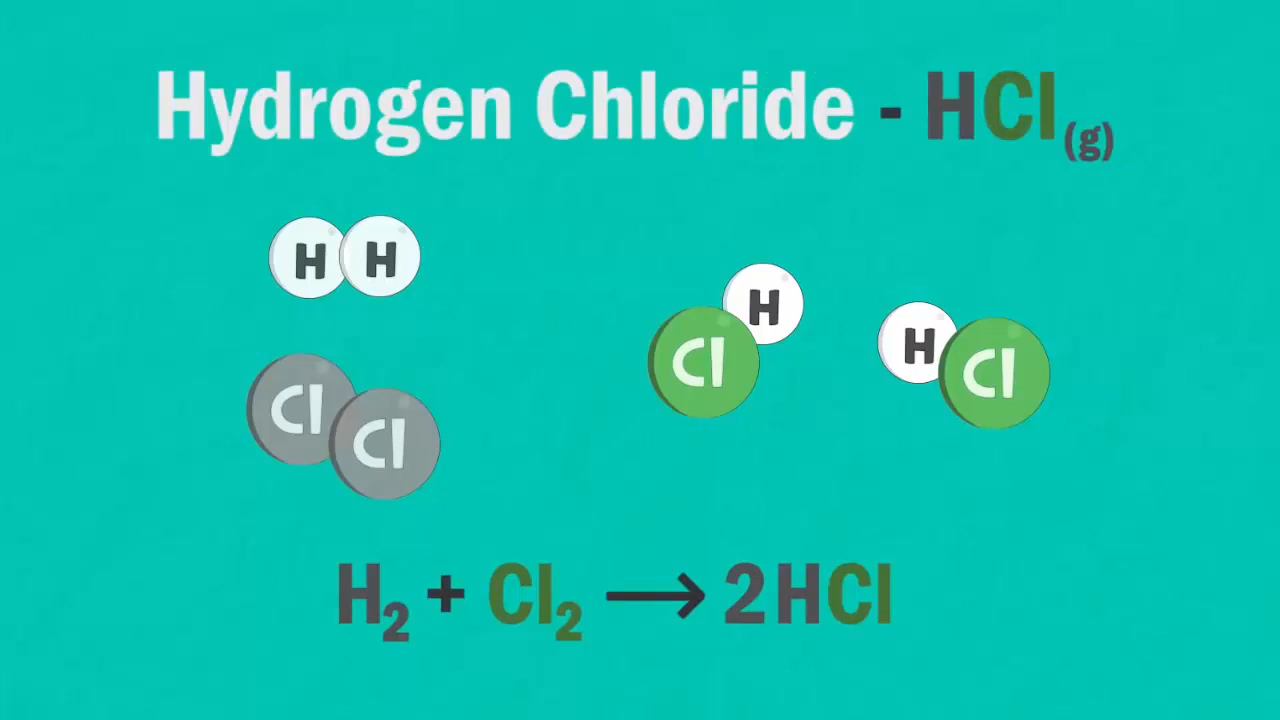 Hydrogen Chloride - HCl(g)
H H
H
H
Cl
Cl
Cl
Cl
H₂ + Cl₂ → 2HCl